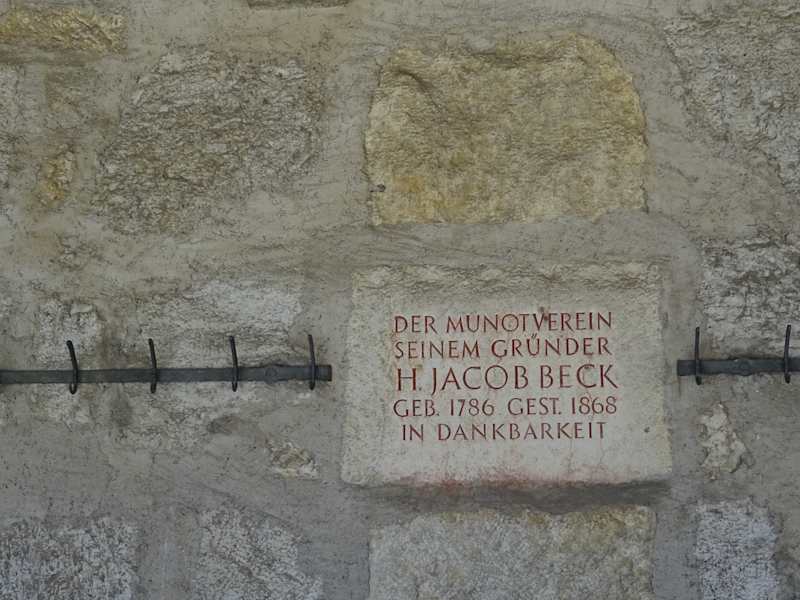 DER MUNOTVEREIN
SEINEM GRÜNDER
H. JACOB BECK
GEB. 1786 GEST. 1868
IN DANKBARKEIT